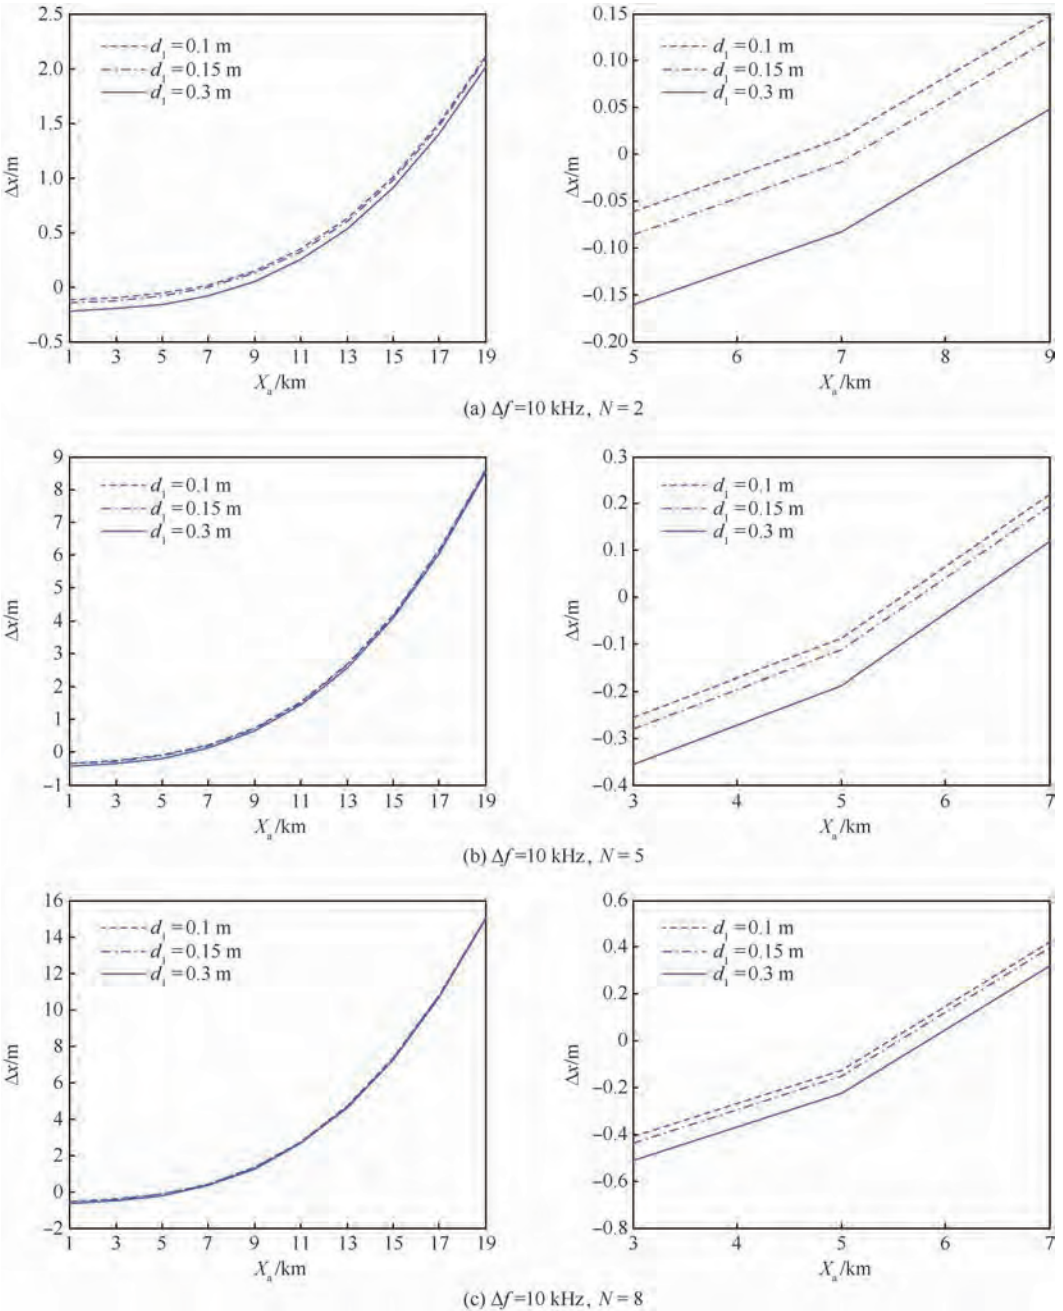 2.5
2.0
1.5
1.0
0.5
0
−0.5
Δx/m
d₁=0.1 m
d₁=0.15 m
d₁=0.3 m
1 3 5 7 9 11 13 15 17 19
Xₐ/km
0.15
0.10
0.05
0
−0.05
−0.10
−0.15
−0.20
Δx/m
d₁=0.1 m
d₁=0.15 m
d₁=0.3 m
5 6 7 8 9
Xₐ/km
(a) Δf=10 kHz, N=2
9
8
7
6
5
4
3
2
1
0
−1
Δx/m
d₁=0.1 m
d₁=0.15 m
d₁=0.3 m
1 3 5 7 9 11 13 15 17 19
Xₐ/km
0.3
0.2
0.1
0
−0.1
−0.2
−0.3
−0.4
Δx/m
d₁=0.1 m
d₁=0.15 m
d₁=0.3 m
3 4 5 6 7
Xₐ/km
(b) Δf=10 kHz, N=5
16
14
12
10
8
6
4
2
0
−2
Δx/m
d₁=0.1 m
d₁=0.15 m
d₁=0.3 m
1 3 5 7 9 11 13 15 17 19
Xₐ/km
0.6
0.4
0.2
0
−0.2
−0.4
−0.6
−0.8
Δx/m
d₁=0.1 m
d₁=0.15 m
d₁=0.3 m
3 4 5 6 7
Xₐ/km
(c) Δf=10 kHz, N=8